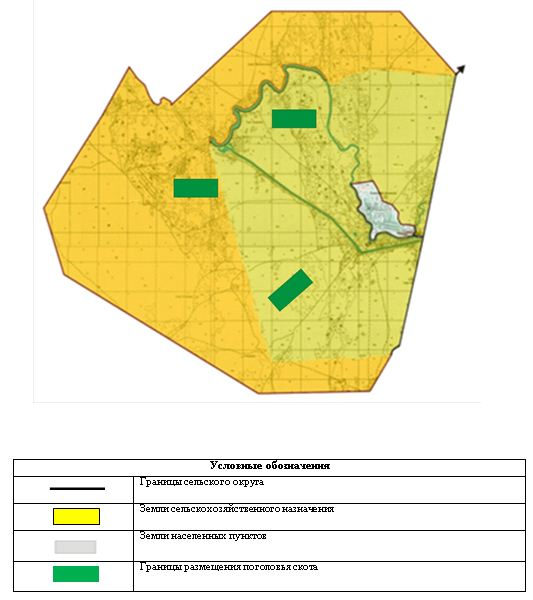 Условные обозначения
Границы сельского округа
Земли сельскохозяйственного назначения
Земли населенных пунктов
Границы размещения поголовья скота